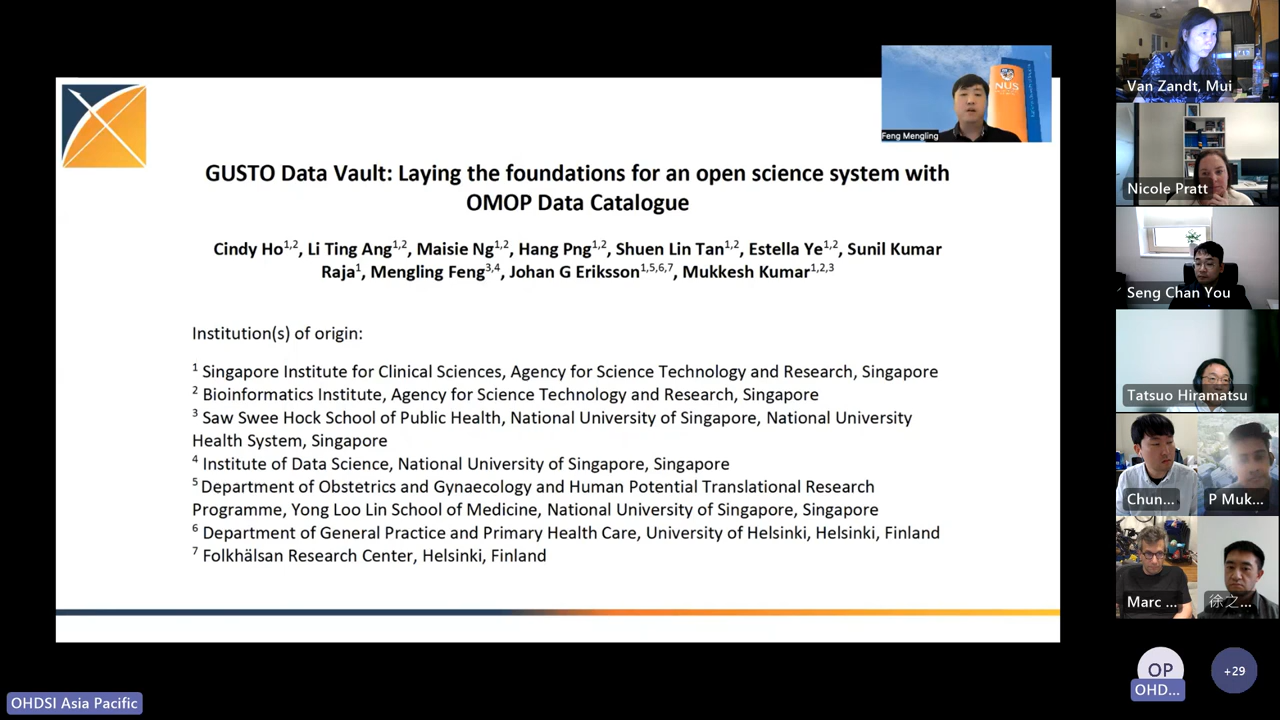 NUS
Feng Mengling
GUSTO Data Vault: Laying the foundations for an open science system with
OMOP Data Catalogue
Cindy Ho1,2, Li Ting Ang1,2, Maisie Ng1,2, Hang Png1,2, Shuen Lin Tan1,2, Estella Ye1,2, Sunil Kumar
Raja1, Mengling Feng3,4, Johan G Eriksson1,5,6,7, Mukkesh Kumar1,2,3
Institution(s) of origin:
1 Singapore Institute for Clinical Sciences, Agency for Science Technology and Research, Singapore
2 Bioinformatics Institute, Agency for Science Technology and Research, Singapore
3 Saw Swee Hock School of Public Health, National University of Singapore, National University
Health System, Singapore
4 Institute of Data Science, National University of Singapore, Singapore
5 Department of Obstetrics and Gynaecology and Human Potential Translational Research
Programme, Yong Loo Lin School of Medicine, National University of Singapore, Singapore
6 Department of General Practice and Primary Health Care, University of Helsinki, Helsinki, Finland
7 Folkhälsan Research Center, Helsinki, Finland
Van Zandt, Mui
Nicole Pratt
Seng Chan You
Tatsuo Hiramatsu
Chun...
P Muk...
Marc ...
徐之...
OP
OHD...
+29
OHDSI Asia Pacific